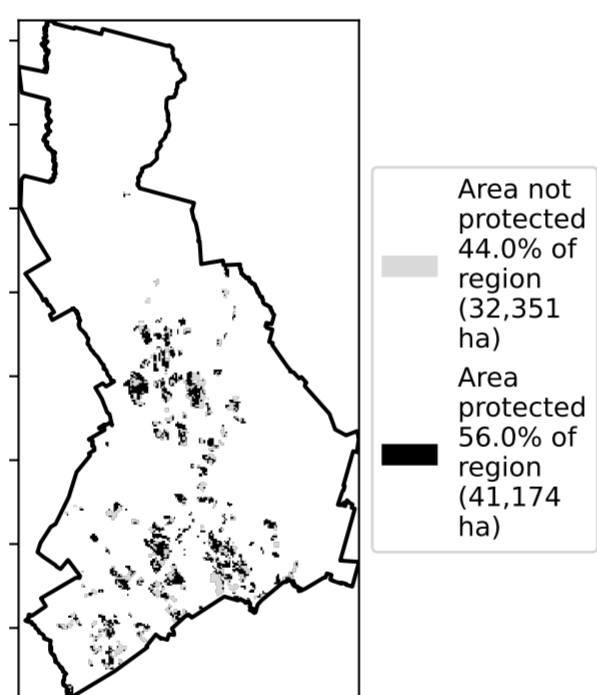 Area not
protected
44.0% of
region
(32,351
ha)
Area
protected
56.0% of
region
(41,174
ha)